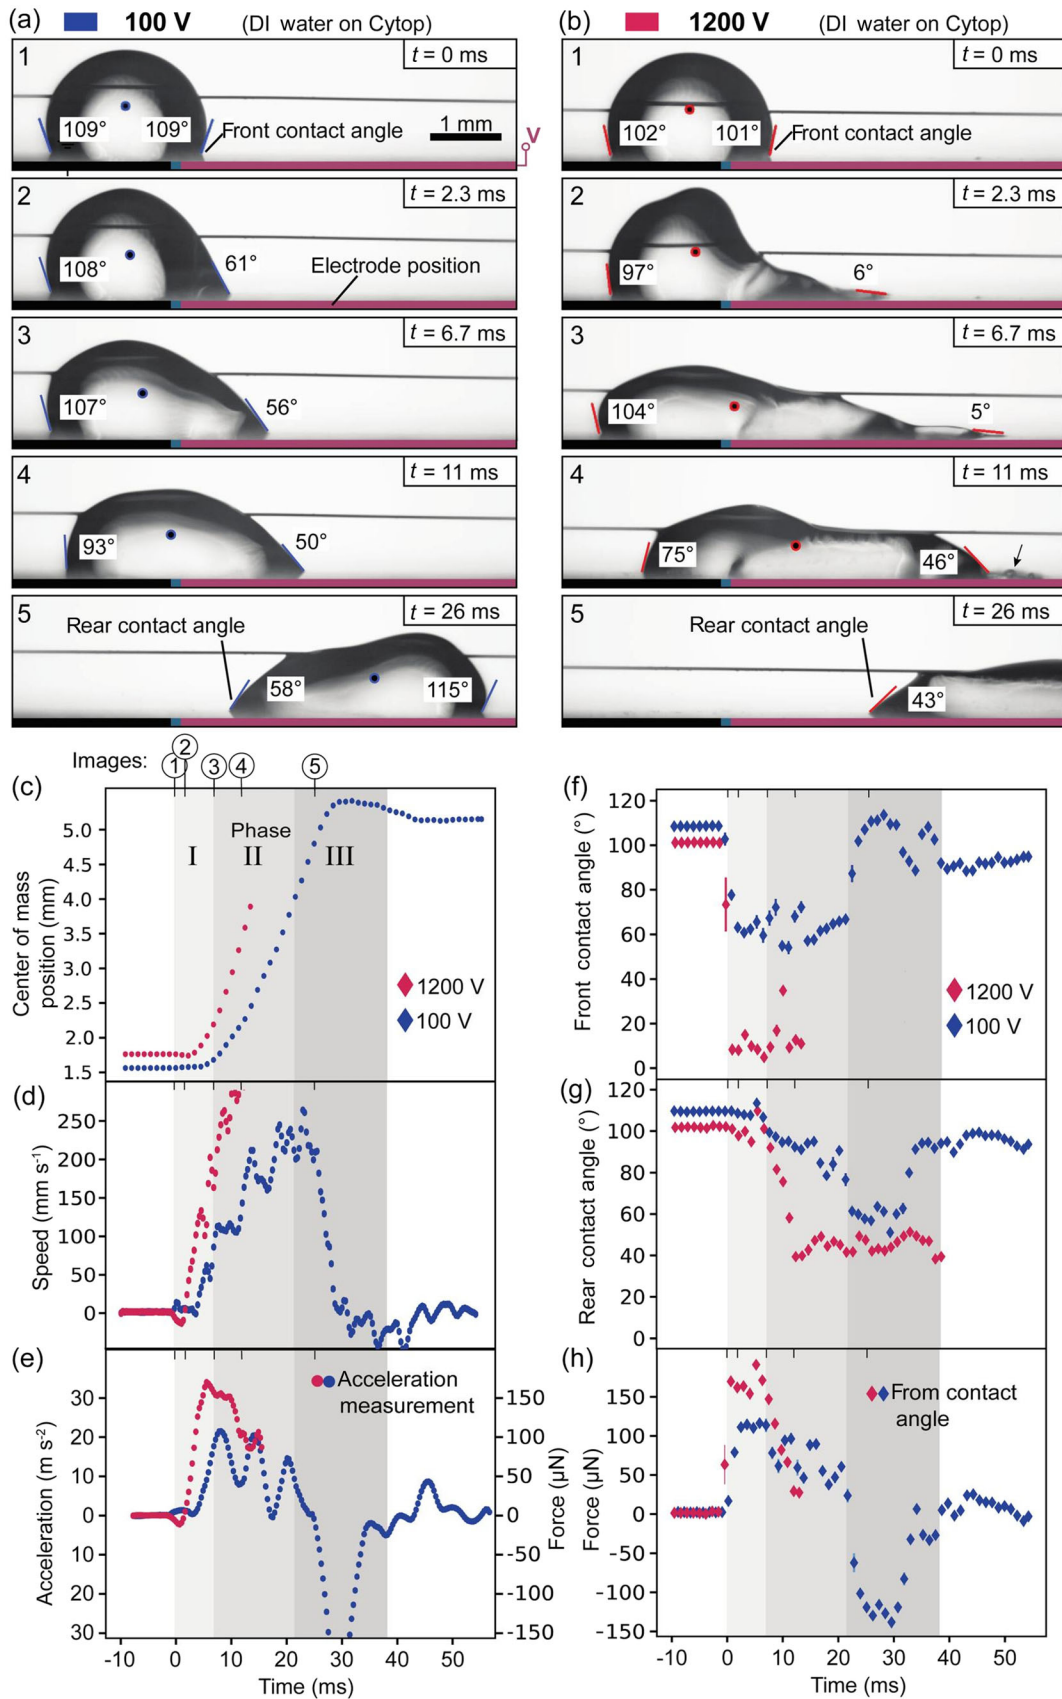 (a) 100 V (DI water on Cytop)
1 t = 0 ms
109° 109° Front contact angle 1 mm V
2 t = 2.3 ms
108° 61° Electrode position
3 t = 6.7 ms
107° 56°
4 t = 11 ms
93° 50°
5 t = 26 ms
Rear contact angle
58° 115°
(b) 1200 V (DI water on Cytop)
1 t = 0 ms
102° 101° Front contact angle
2 t = 2.3 ms
97° 6°
3 t = 6.7 ms
104° 5°
4 t = 11 ms
75° 46°
5 t = 26 ms
Rear contact angle
43°
Images: 1 2 3 4 5
(c)
Center of mass
position (mm)
5.0
4.5
4.0
3.5
3.0
2.5
2.0
1.5
Phase
I II III
1200 V
100 V
(d)
Speed (mm s-1)
250
200
150
100
50
0
(e)
Acceleration (m s-2)
30
20
10
0
10
20
30
Acceleration
measurement
150
100
50
0
-50
-100
-150
Force (µN)
-10 0 10 20 30 40 50
Time (ms)
(f)
Front contact angle (°)
120
100
80
60
40
20
0
1200 V
100 V
(g)
Rear contact angle (°)
120
100
80
60
40
20
0
(h)
Force (µN)
150
100
50
0
-50
-100
-150
From contact
angle
-10 0 10 20 30 40 50
Time (ms)